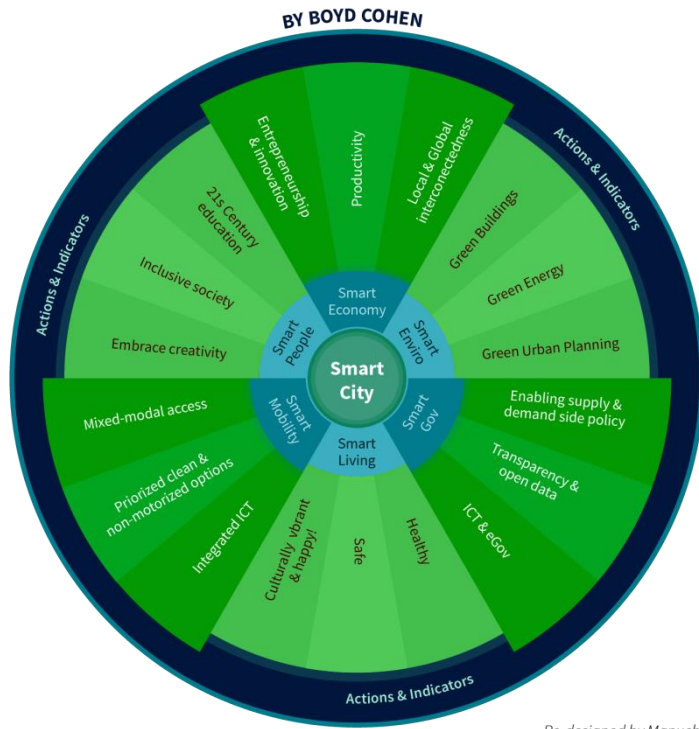 BY BOYD COHEN
Actions & Indicators
Actions & Indicators
Entrepreneurship
& innovation
Productivity
Local & Global
interconectedness
21s Century
education
Inclusive society
Embrace creativity
Green Buildings
Green Energy
Green Urban Planning
Smart
Economy
Smart
People
Smart
Enviro
Smart
City
Smart
Mobility
Smart
Living
Smart
Gov
Mixed-modal access
Priorized clean &
non-motorized options
Integrated ICT
Culturally vbrant
& happy!
Safe
Healthy
Enabling supply &
demand side policy
Transparency &
open data
ICT & eGov
Actions & Indicators